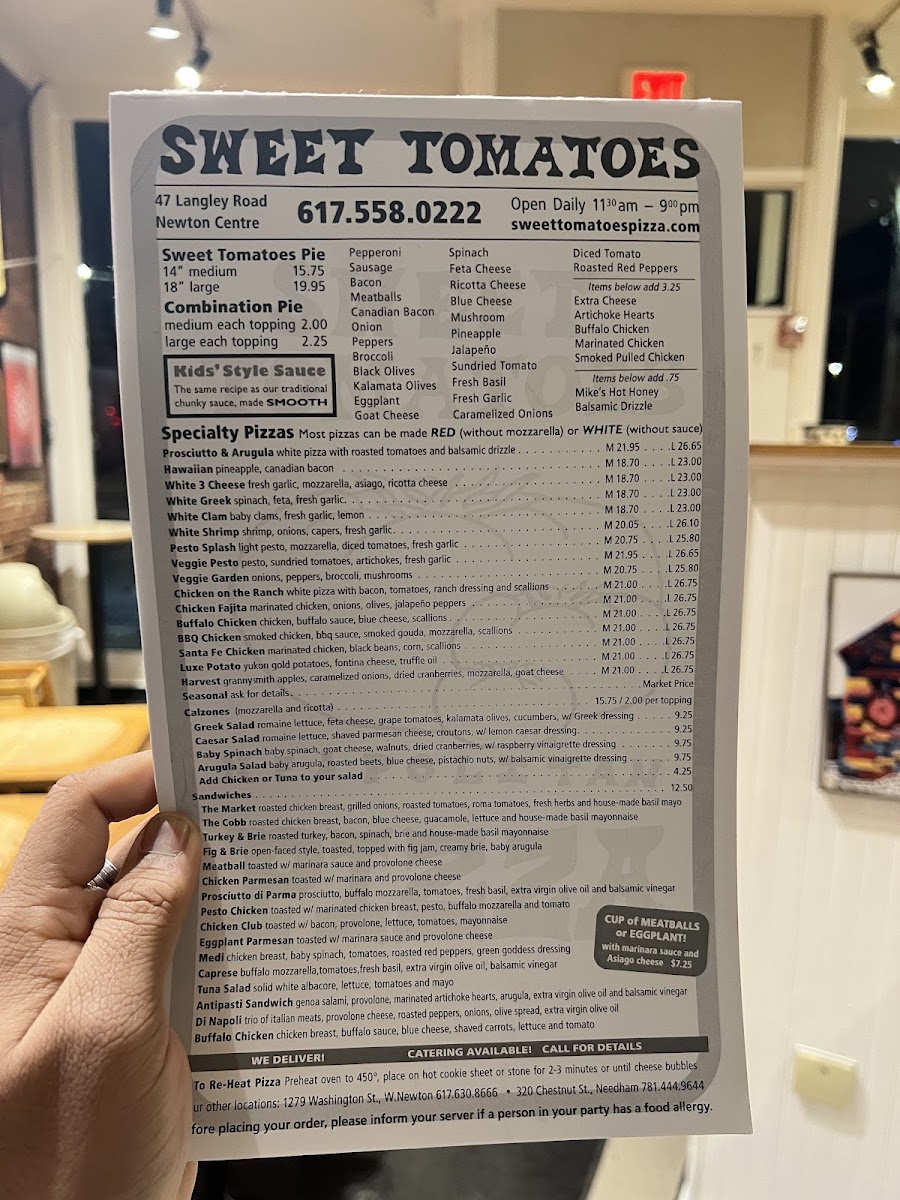 EXIT
SWEET TOMATOES
47 Langley Road
Newton Centre
617.558.0222
Open Daily 11³⁰am – 9⁰⁰pm
sweettomatoespizza.com
Sweet Tomatoes Pie
14" medium 15.75
18" large 19.95
Combination Pie
medium each topping 2.00
large each topping 2.25
Kids' Style Sauce
The same recipe as our traditional
chunky sauce, made SMOOTH
Pepperoni
Sausage
Bacon
Meatballs
Canadian Bacon
Onion
Peppers
Broccoli
Black Olives
Kalamata Olives
Eggplant
Goat Cheese
Spinach
Feta Cheese
Ricotta Cheese
Blue Cheese
Mushroom
Pineapple
Jalapeño
Sundried Tomato
Fresh Basil
Fresh Garlic
Caramelized Onions
Diced Tomato
Roasted Red Peppers
Items below add 3.25
Extra Cheese
Artichoke Hearts
Buffalo Chicken
Marinated Chicken
Smoked Pulled Chicken
Items below add .75
Mike's Hot Honey
Balsamic Drizzle
Specialty Pizzas Most pizzas can be made RED (without mozzarella) or WHITE (without sauce)
Prosciutto & Arugula white pizza with roasted tomatoes and balsamic drizzle . . . . . . . . . . M 21.95 . . . . .L 26.65
Hawaiian pineapple, canadian bacon . . . . . . . . . . M 18.70 . . . . .L 23.00
White 3 Cheese fresh garlic, mozzarella, asiago, ricotta cheese . . . . . . . . . . M 18.70 . . . . .L 23.00
White Greek spinach, feta, fresh garlic. . . . . . . . . . M 18.70 . . . . .L 23.00
White Clam baby clams, fresh garlic, lemon . . . . . . . . . . M 18.70 . . . . .L 23.00
White Shrimp shrimp, onions, capers, fresh garlic. . . . . . . . . . M 20.05 . . . . .L 26.10
Pesto Splash light pesto, mozzarella, diced tomatoes, fresh garlic . . . . . . . . . . M 20.75 . . . . .L 25.80
Veggie Pesto pesto, sundried tomatoes, artichokes, fresh garlic . . . . . . . . . . M 21.95 . . . . .L 26.65
Veggie Garden onions, peppers, broccoli, mushrooms . . . . . . . . . . M 20.75 . . . . .L 25.80
Chicken on the Ranch white pizza with bacon, tomatoes, ranch dressing and scallions . . . . . . . . . . M 21.00 . . . . .L 26.75
Chicken Fajita marinated chicken, onions, olives, jalapeño peppers . . . . . . . . . . M 21.00 . . . . .L 26.75
Buffalo Chicken chicken, buffalo sauce, blue cheese, scallions . . . . . . . . . . M 21.00 . . . . .L 26.75
BBQ Chicken smoked chicken, bbq sauce, smoked gouda, mozzarella, scallions . . . . . . . . . . M 21.00 . . . . .L 26.75
Santa Fe Chicken marinated chicken, black beans, corn, scallions . . . . . . . . . . M 21.00 . . . . .L 26.75
Luxe Potato yukon gold potatoes, fontina cheese, truffle oil . . . . . . . . . . M 21.00 . . . . .L 26.75
Harvest grannysmith apples, caramelized onions, dried cranberries, mozzarella, goat cheese . . . . . . . . . . M 21.00 . . . . .L 26.75
Seasonal ask for details. . . . . . . . . . Market Price
Calzones (mozzarella and ricotta) . . . . . . . . . . 15.75 / 2.00 per topping
Greek Salad romaine lettuce, feta cheese, grape tomatoes, kalamata olives, cucumbers, w/ Greek dressing . . . . . . . . . . 9.25
Caesar Salad romaine lettuce, shaved parmesan cheese, croutons, w/ lemon caesar dressing. . . . . . . . . . 9.25
Baby Spinach baby spinach, goat cheese, walnuts, dried cranberries, w/ raspberry vinaigrette dressing . . . . . . . . . . 9.75
Arugula Salad baby arugula, roasted beets, blue cheese, pistachio nuts, w/ balsamic vinaigrette dressing . . . . . . . . . . 9.75
Add Chicken or Tuna to your salad . . . . . . . . . . 4.25
Sandwiches . . . . . . . . . . 12.50
The Market roasted chicken breast, grilled onions, roasted tomatoes, roma tomatoes, fresh herbs and house-made basil mayo
The Cobb roasted chicken breast, bacon, blue cheese, guacamole, lettuce and house-made basil mayonnaise
Turkey & Brie roasted turkey, bacon, spinach, brie and house-made basil mayonnaise
Fig & Brie open-faced style, toasted, topped with fig jam, creamy brie, baby arugula
Meatball toasted w/ marinara sauce and provolone cheese
Chicken Parmesan toasted w/ marinara and provolone cheese
Prosciutto di Parma prosciutto, buffalo mozzarella, tomatoes, fresh basil, extra virgin olive oil and balsamic vinegar
Pesto Chicken toasted w/ marinated chicken breast, pesto, buffalo mozzarella and tomato
Chicken Club toasted w/ bacon, provolone, lettuce, tomatoes, mayonnaise
Eggplant Parmesan toasted w/ marinara sauce and provolone cheese
Medi chicken breast, baby spinach, tomatoes, roasted red peppers, green goddess dressing
Caprese buffalo mozzarella,tomatoes,fresh basil, extra virgin olive oil, balsamic vinegar
Tuna Salad solid white albacore, lettuce, tomatoes and mayo
Antipasti Sandwich genoa salami, provolone, marinated artichoke hearts, arugula, extra virgin olive oil and balsamic vinegar
Di Napoli trio of italian meats, provolone cheese, roasted peppers, onions, olive spread, extra virgin olive oil
Buffalo Chicken chicken breast, buffalo sauce, blue cheese, shaved carrots, lettuce and tomato
CUP of MEATBALLS
or EGGPLANT!
with marinara sauce and
Asiago cheese $7.25
WE DELIVER! CATERING AVAILABLE! CALL FOR DETAILS
To Re-Heat Pizza Preheat oven to 450°, place on hot cookie sheet or stone for 2-3 minutes or until cheese bubbles
ur other locations: 1279 Washington St., W.Newton 617.630.8666 • 320 Chestnut St., Needham 781.444.9644
fore placing your order, please inform your server if a person in your party has a food allergy.